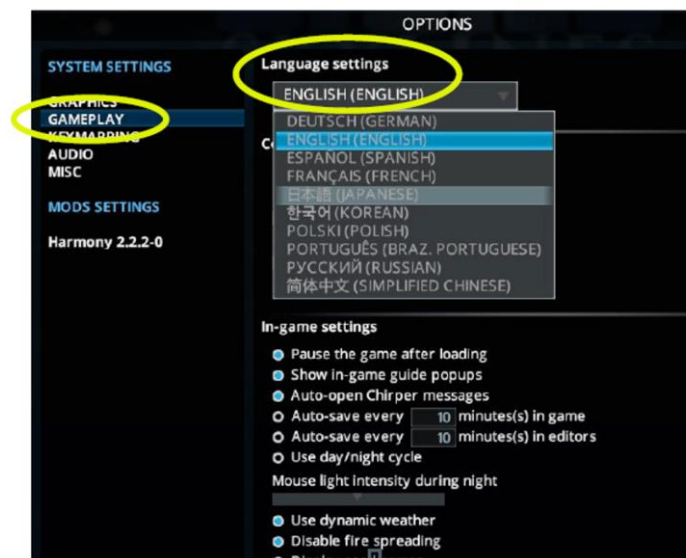 OPTIONS
SYSTEM SETTINGS
GRAPHICS
GAMEPLAY
KEYMAPPING
AUDIO
MISC
MODS SETTINGS
Harmony 2.2.2-0
Language settings
ENGLISH (ENGLISH)
DEUTSCH (GERMAN)
ENGLISH (ENGLISH)
ESPAÑOL (SPANISH)
FRANÇAIS (FRENCH)
日本語 (JAPANESE)
한국어 (KOREAN)
POLSKI (POLISH)
PORTUGUÊS (BRAZ. PORTUGUESE)
РУССКИЙ (RUSSIAN)
简体中文 (SIMPLIFIED CHINESE)
In-game settings
Pause the game after loading
Show in-game guide popups
Auto-open Chirper messages
Auto-save every 10 minutes(s) in game
Auto-save every 10 minutes(s) in editors
Use day/night cycle
Mouse light intensity during night
Use dynamic weather
Disable fire spreading